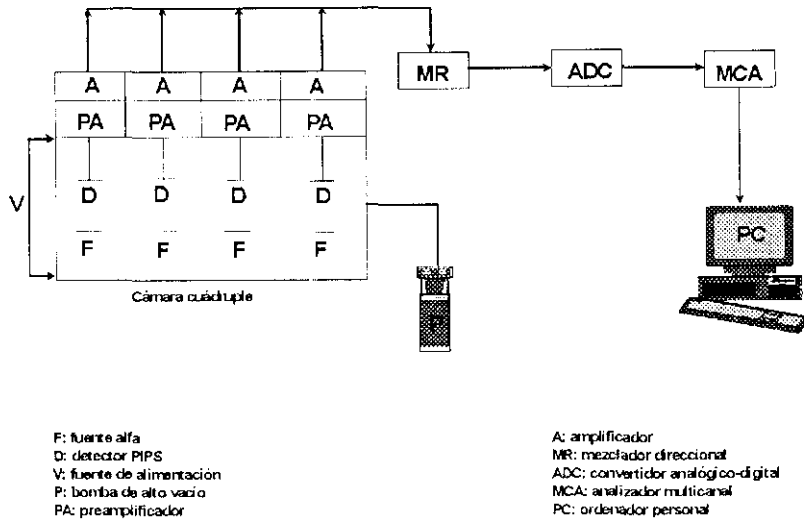 A A A A
PA PA PA PA
V
D D D D
F F F F
Cámara cuádruple
MR
ADC
MCA
PC
P
F: fuente alfa
D: detector PIPS
V: fuente de alimentación
P: bomba de alto vacío
PA: preamplificador
A: amplificador
MR: mezclador direccional
ADC: convertidor analógico-digital
MCA: analizador multicanal
PC: ordenador personal